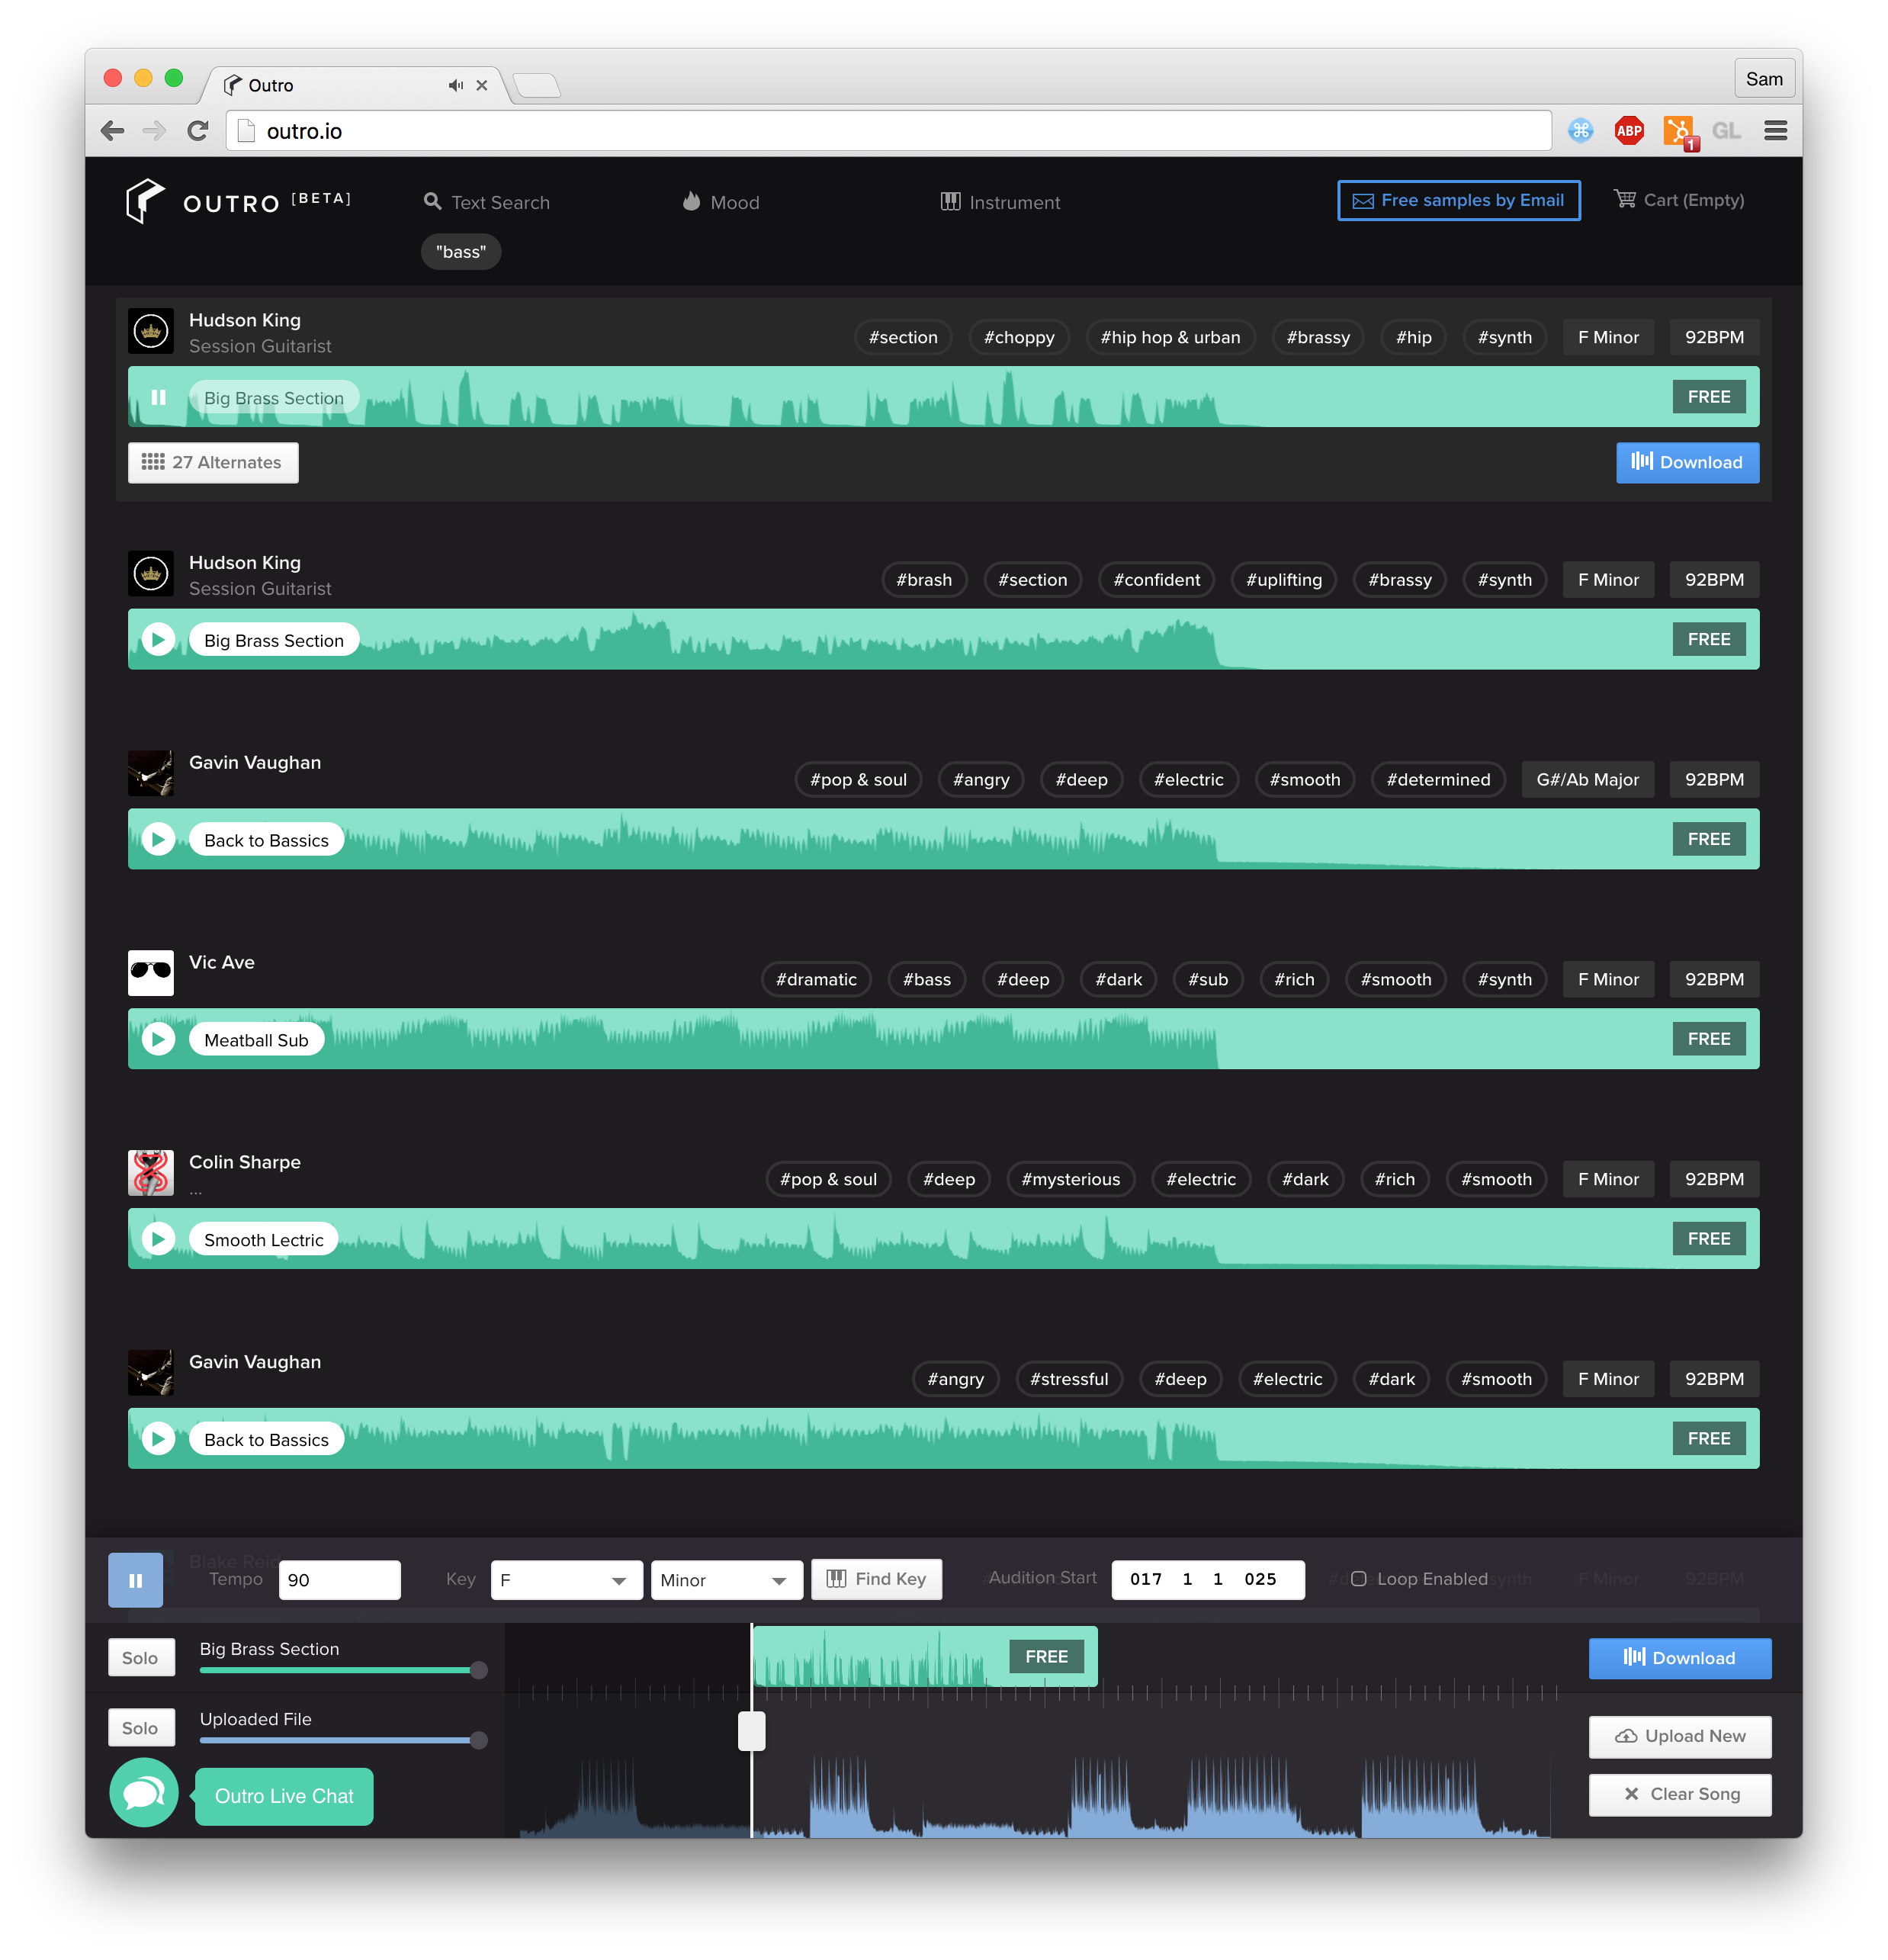 Outro
Sam
outro.io
ABP
1
GL
OUTRO [BETA]
Text Search
Mood
Instrument
Free samples by Email
Cart (Empty)
"bass"
Hudson King
Session Guitarist
#section #choppy #hip hop & urban #brassy #hip #synth F Minor 92BPM
Big Brass Section
FREE
27 Alternates
Download
Hudson King
Session Guitarist
#brash #section #confident #uplifting #brassy #synth F Minor 92BPM
Big Brass Section
FREE
Gavin Vaughan
#pop & soul #angry #deep #electric #smooth #determined G#/Ab Major 92BPM
Back to Bassics
FREE
Vic Ave
#dramatic #bass #deep #dark #sub #rich #smooth #synth F Minor 92BPM
Meatball Sub
FREE
Colin Sharpe
...
#pop & soul #deep #mysterious #electric #dark #rich #smooth F Minor 92BPM
Smooth Lectric
FREE
Gavin Vaughan
#angry #stressful #deep #electric #dark #smooth F Minor 92BPM
Back to Bassics
FREE
Blake Reid
#synth F Minor 92BPM
Tempo 90 Key F Minor Find Key Audition Start 017 1 1 025 Loop Enabled
Solo Big Brass Section
FREE
Download
Solo Uploaded File
Upload New
Outro Live Chat
Clear Song